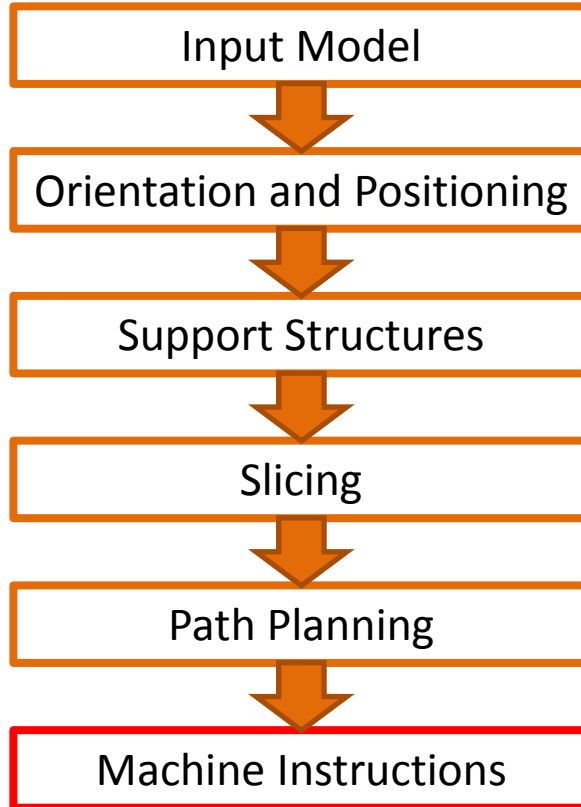 Input Model
Orientation and Positioning
Support Structures
Slicing
Path Planning
Machine Instructions